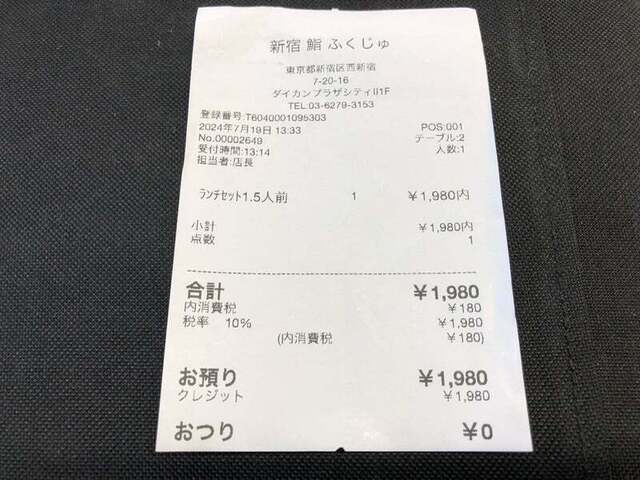 新宿 鮨 ふくじゅ
東京都新宿区西新宿
7-20-16
ダイカンプラザシティII1F
TEL:03-6279-3153
登録番号:T6040001095303
2024年7月19日 13:33 POS:001
No.00002649 テーブル:2
受付時間:13:14 人数:1
担当者:店長
ﾗﾝﾁｾｯﾄ1.5人前 1 ¥1,980内
小計 ¥1,980内
点数 1
合計 ¥1,980
内消費税 ¥180
税率 10% ¥1,980
(内消費税 ¥180)
お預り ¥1,980
クレジット ¥1,980
おつり ¥0